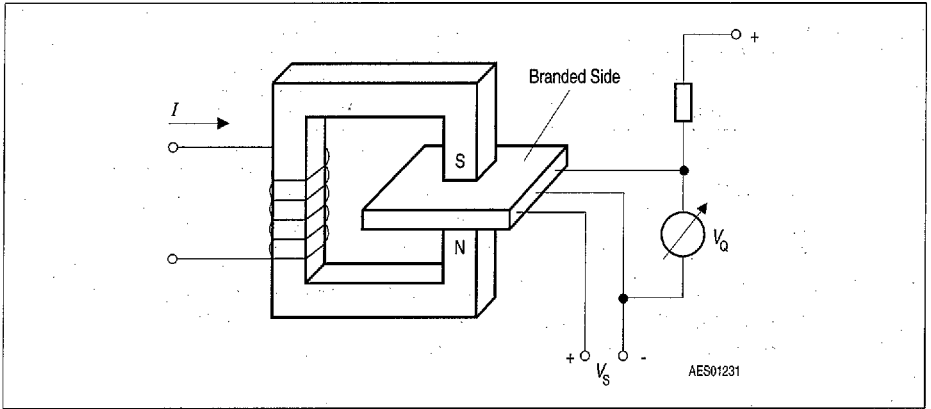 +
Branded Side
I
S
V_Q
N
+ V_S -
AES01231